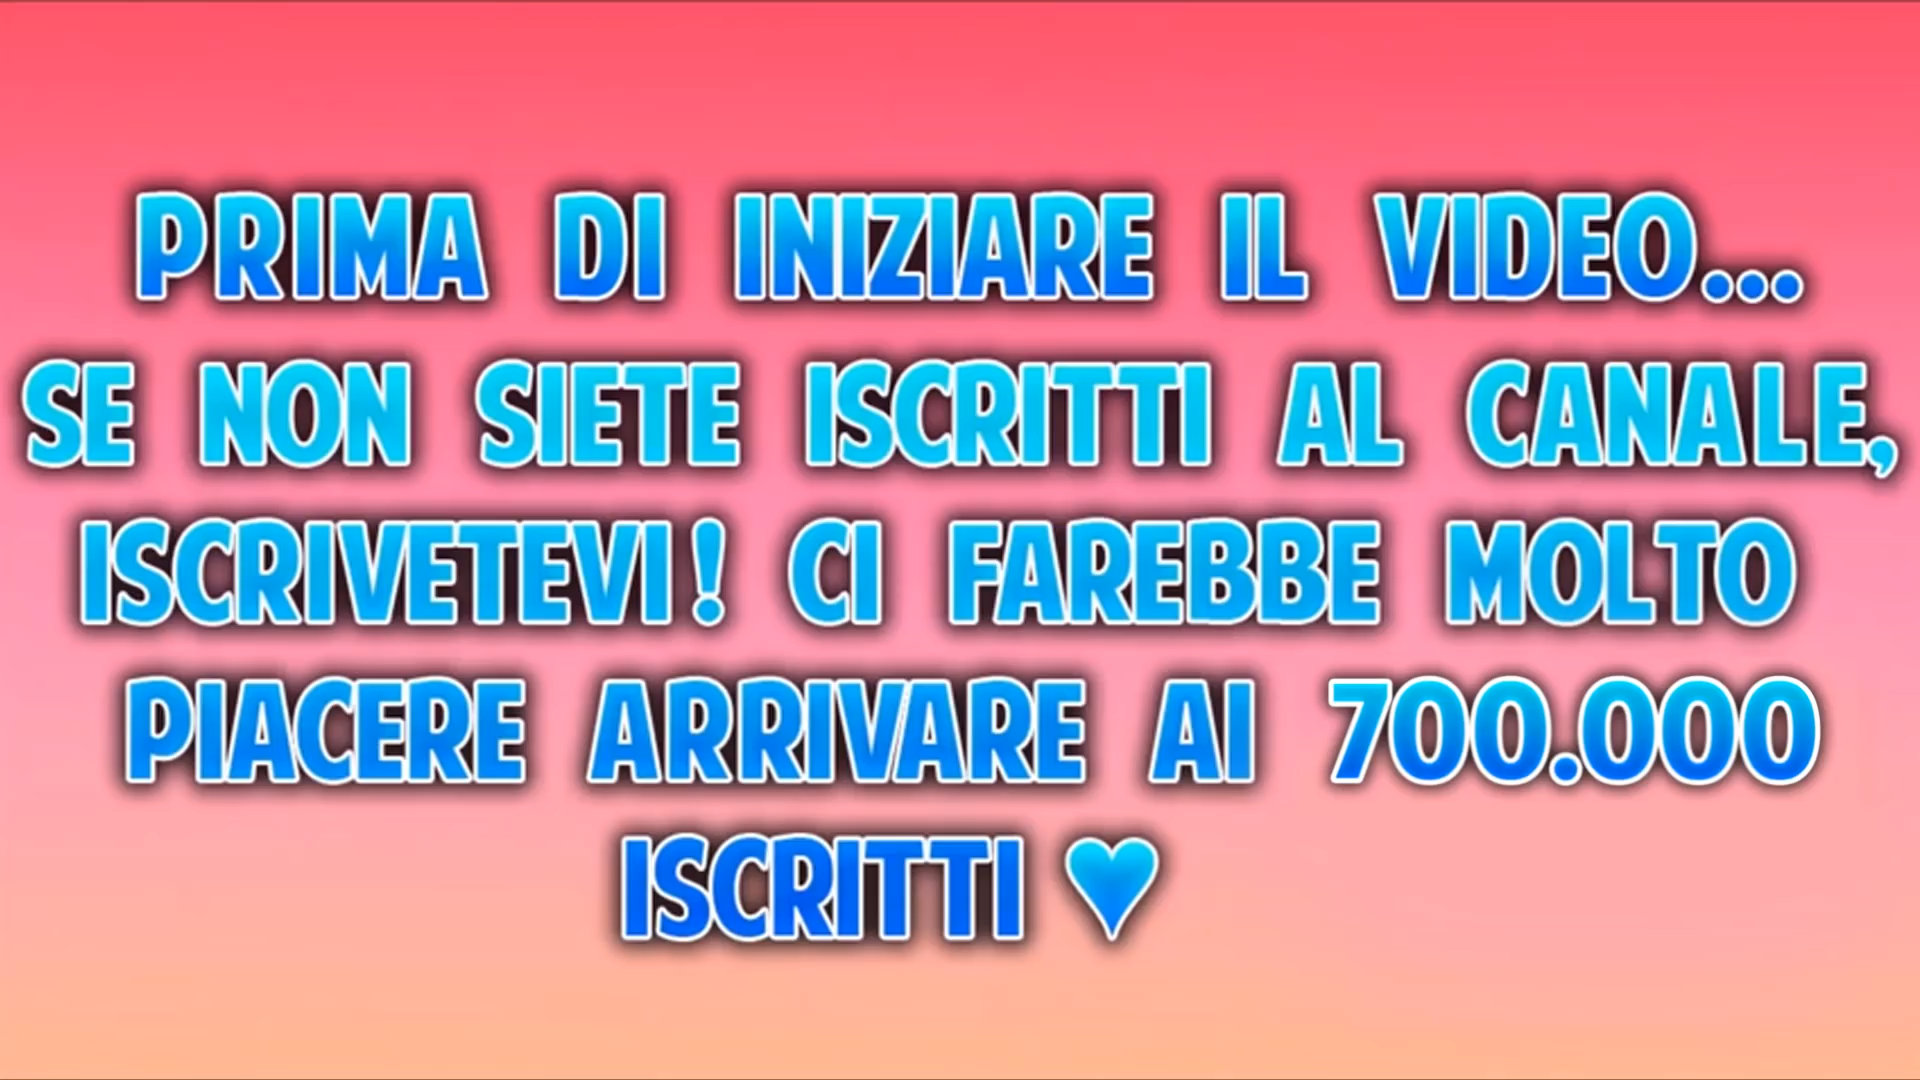 PRIMA DI INIZIARE IL VIDEO...
SE NON SIETE ISCRITTI AL CANALE,
ISCRIVETEVI! CI FAREBBE MOLTO
PIACERE ARRIVARE AI 700.000
ISCRITTI ♥